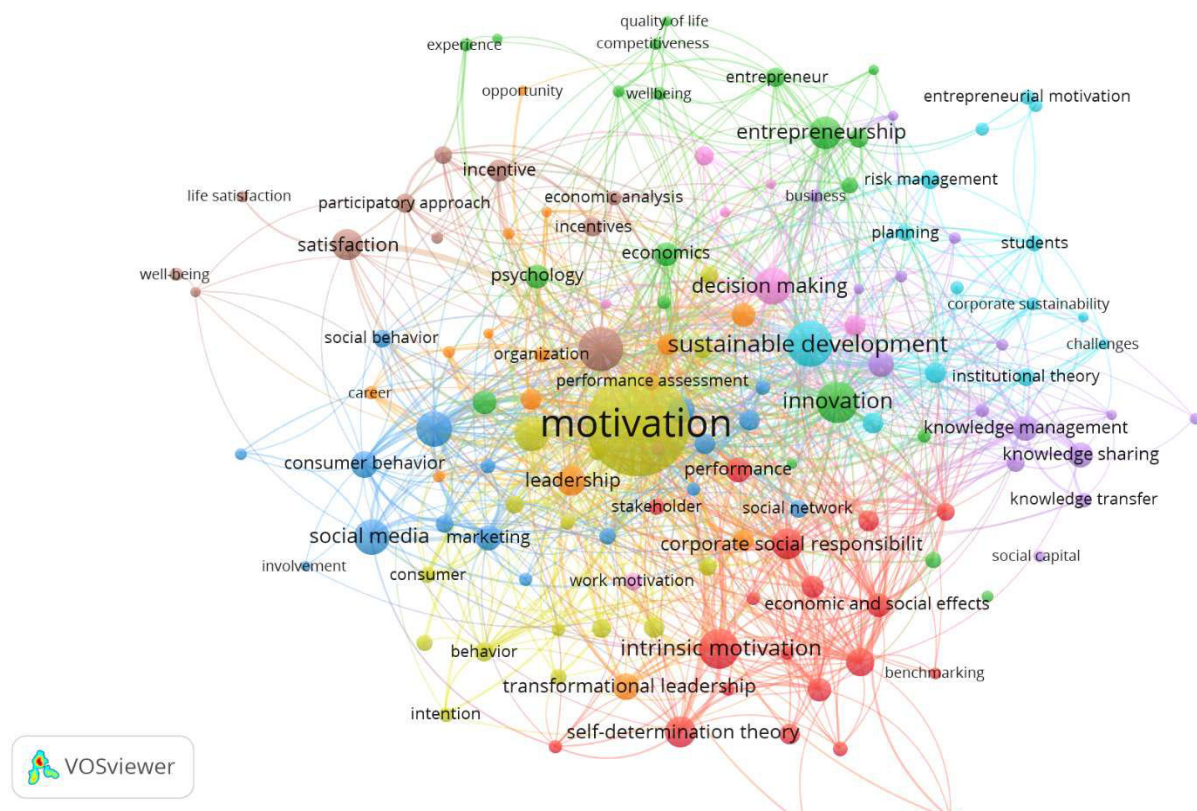 quality of life
competitiveness
experience
entrepreneur
opportunity
wellbeing
entrepreneurial motivation
entrepreneurship
incentive
risk management
life satisfaction
participatory approach
economic analysis
business
incentives
planning
satisfaction
economics
students
psychology
well-being
decision making
corporate sustainability
social behavior
sustainable development
challenges
organization
performance assessment
institutional theory
career
innovation
motivation
knowledge management
knowledge sharing
consumer behavior
performance
leadership
knowledge transfer
stakeholder
social network
social media
marketing
corporate social responsibilit
social capital
involvement
consumer
work motivation
economic and social effects
behavior
intrinsic motivation
benchmarking
transformational leadership
intention
self-determination theory
VOSviewer